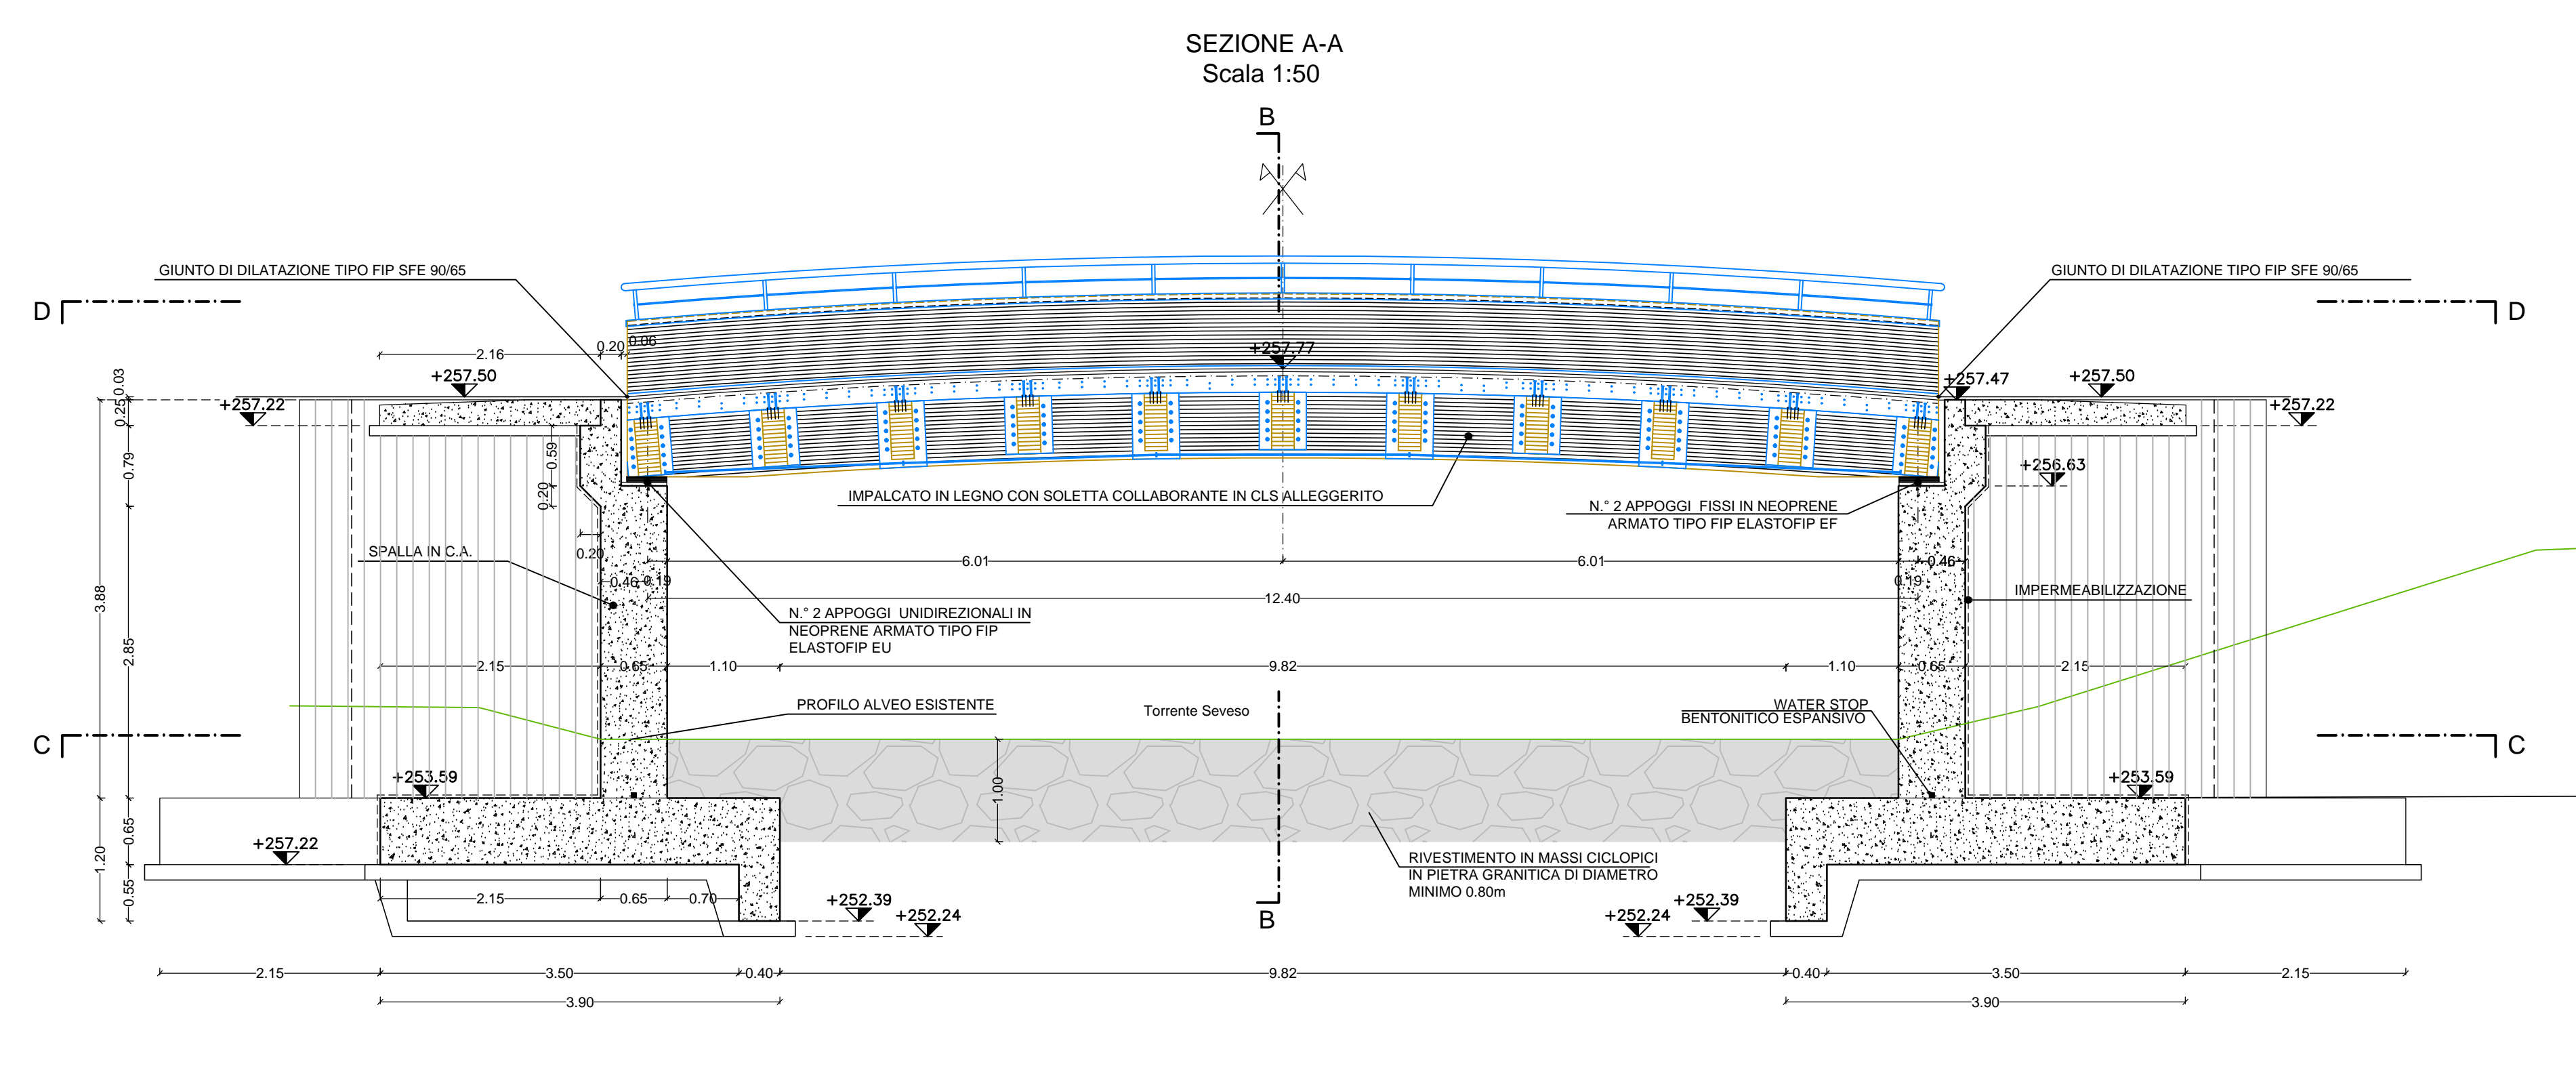 SEZIONE A-A
Scala 1:50
B
GIUNTO DI DILATAZIONE TIPO FIP SFE 90/65
GIUNTO DI DILATAZIONE TIPO FIP SFE 90/65
D
D
0.20
0.06
2.16
+257.77
+257.50
+257.47
+257.50
0.03
0.25
+257.22
+257.22
0.79
0.59
0.20
+256.63
IMPALCATO IN LEGNO CON SOLETTA COLLABORANTE IN CLS ALLEGGERITO
N.° 2 APPOGGI FISSI IN NEOPRENE
ARMATO TIPO FIP ELASTOFIP EF
SPALLA IN C.A.
0.20
6.01
6.01
0.46
0.46
0.19
0.19
3.88
12.40
IMPERMEABILIZZAZIONE
N.° 2 APPOGGI UNIDIREZIONALI IN
NEOPRENE ARMATO TIPO FIP
ELASTOFIP EU
2.85
2.15
0.65
1.10
9.82
1.10
0.65
2.15
PROFILO ALVEO ESISTENTE
Torrente Seveso
WATER STOP
BENTONITICO ESPANSIVO
C
C
+253.59
+253.59
1.00
0.65
1.20
0.55
+257.22
RIVESTIMENTO IN MASSI CICLOPICI
IN PIETRA GRANITICA DI DIAMETRO
MINIMO 0.80m
2.15
0.65
0.70
+252.39
+252.24
B
+252.24
+252.39
2.15
3.50
0.40
9.82
0.40
3.50
2.15
3.90
3.90